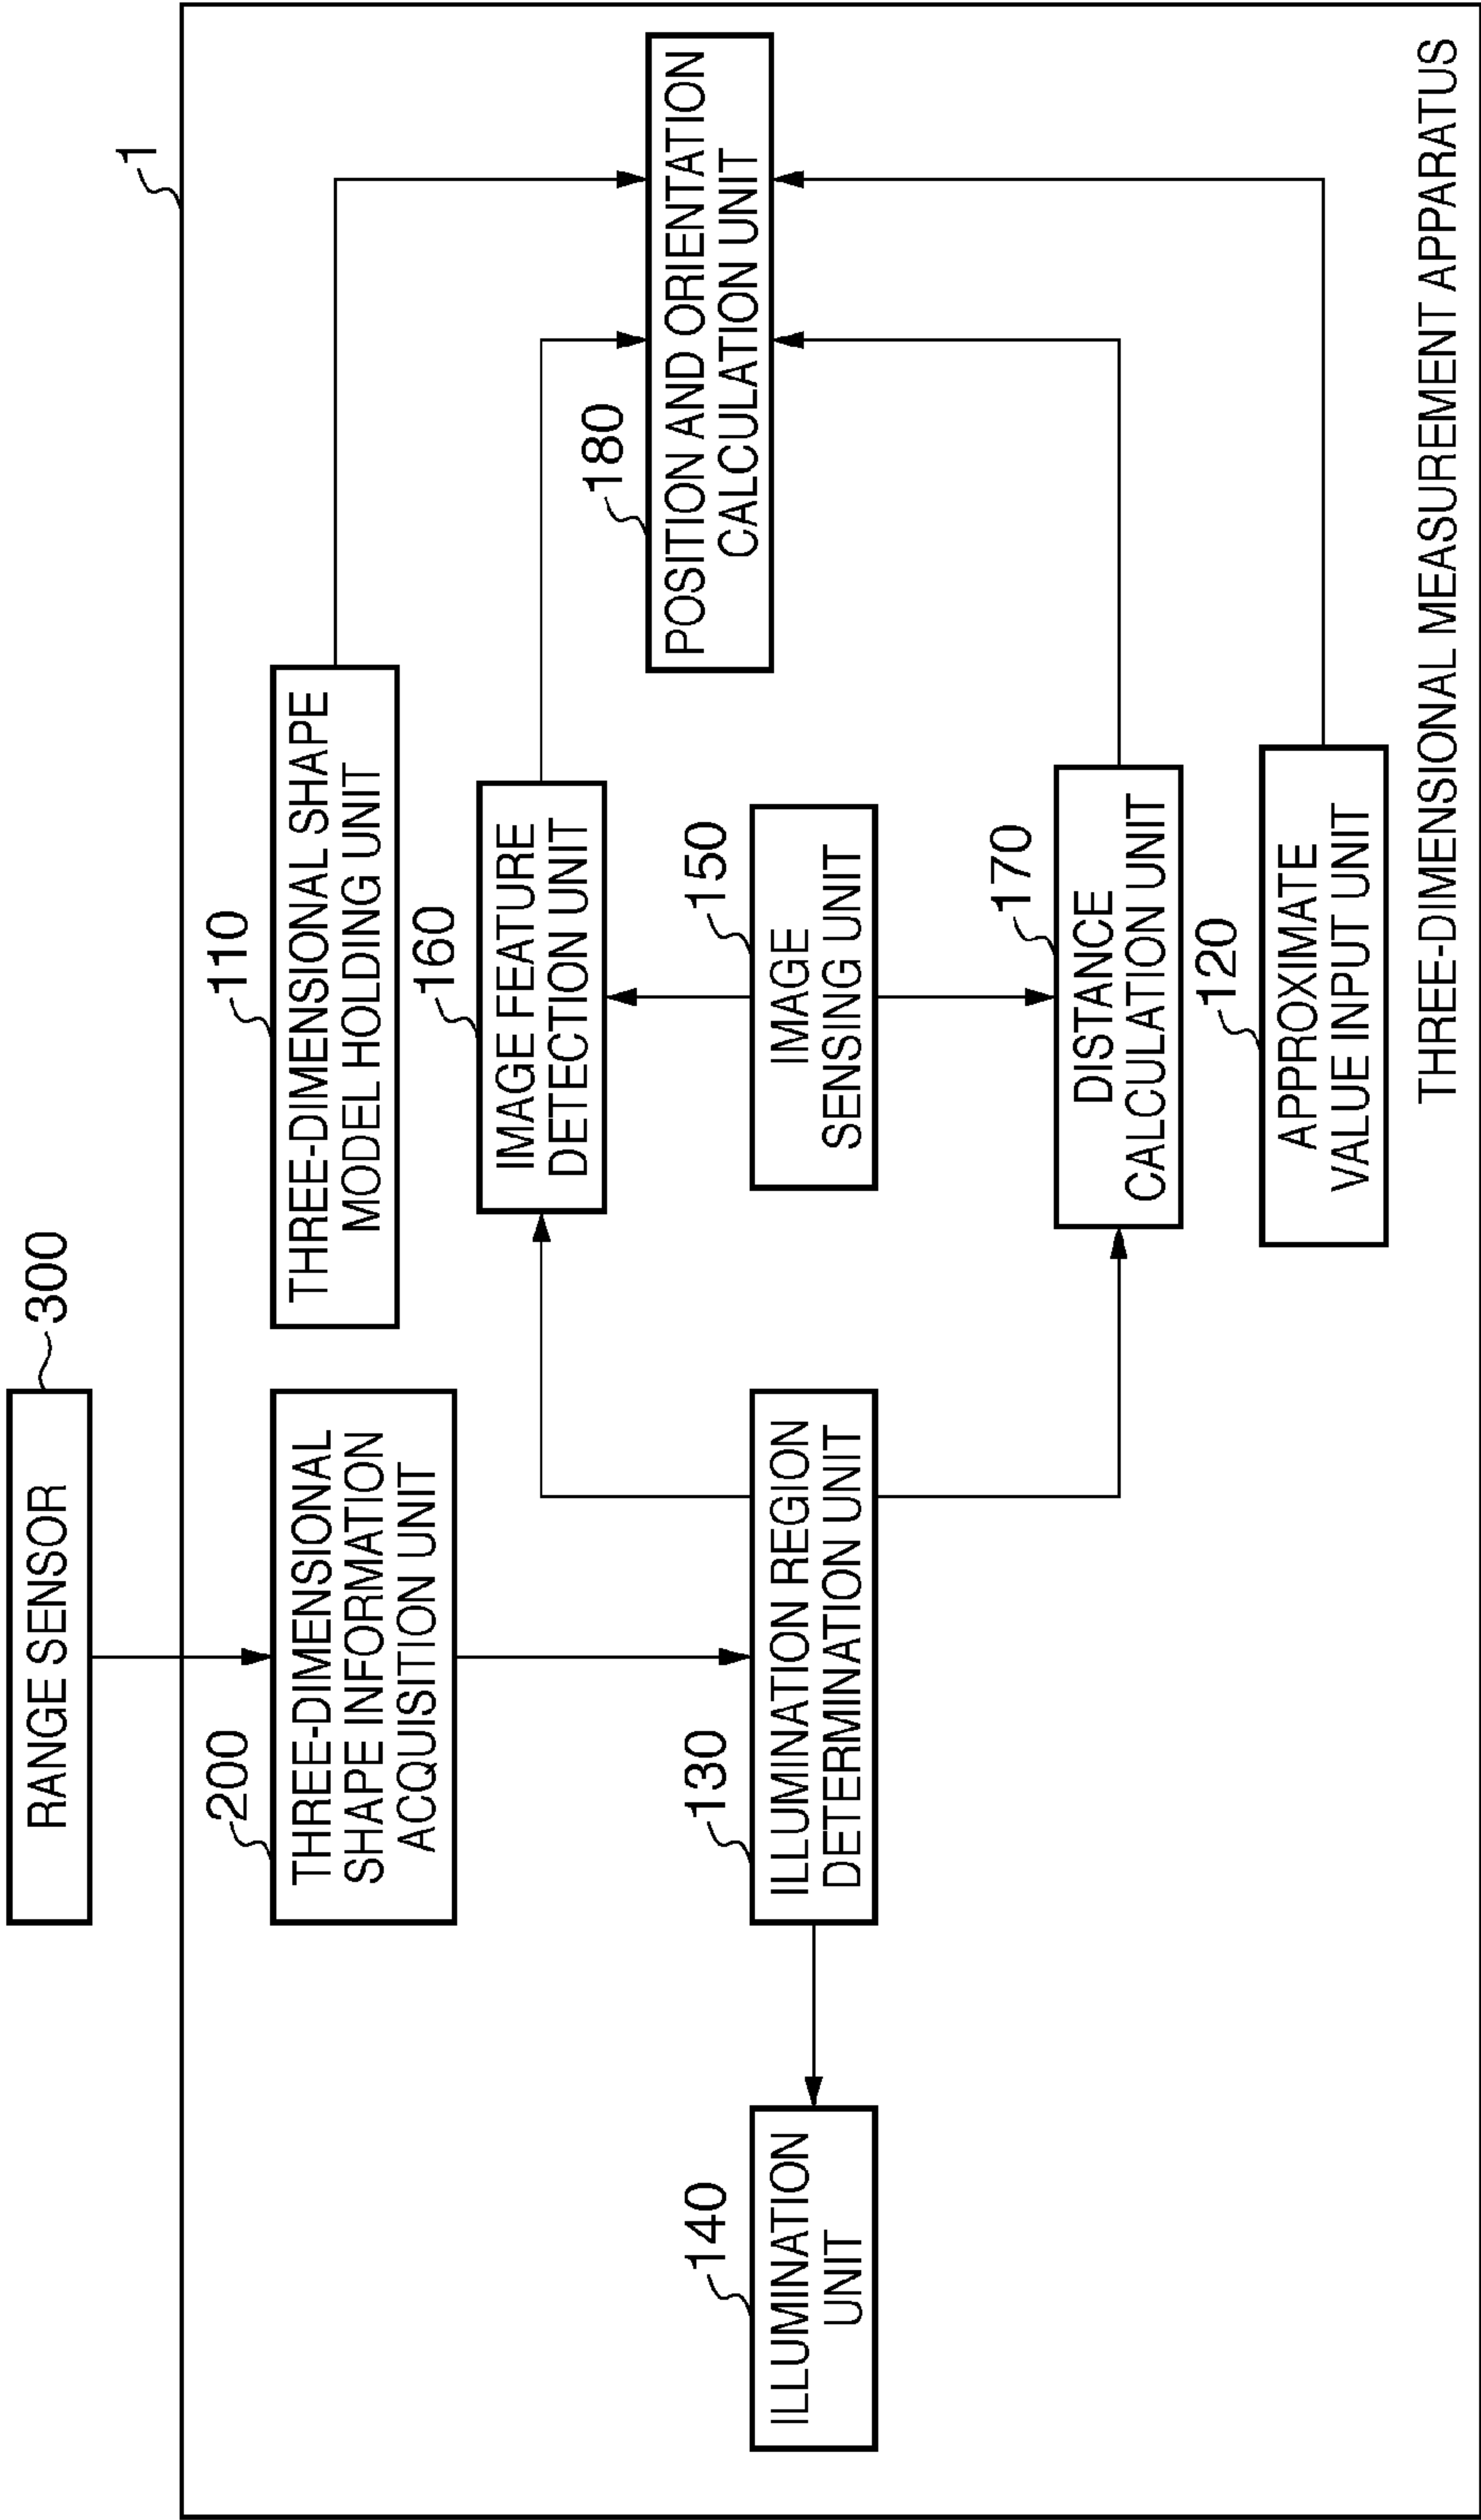 RANGE SENSOR
300
1
200
THREE-DIMENSIONAL
SHAPE INFORMATION
ACQUISITION UNIT
110
THREE-DIMENSIONAL SHAPE
MODEL HOLDING UNIT
160
IMAGE FEATURE
DETECTION UNIT
180
POSITION AND ORIENTATION
CALCULATION UNIT
140
ILLUMINATION
UNIT
130
ILLUMINATION REGION
DETERMINATION UNIT
150
IMAGE
SENSING UNIT
170
DISTANCE
CALCULATION UNIT
120
APPROXIMATE
VALUE INPUT UNIT
THREE-DIMENSIONAL MEASUREMENT APPARATUS